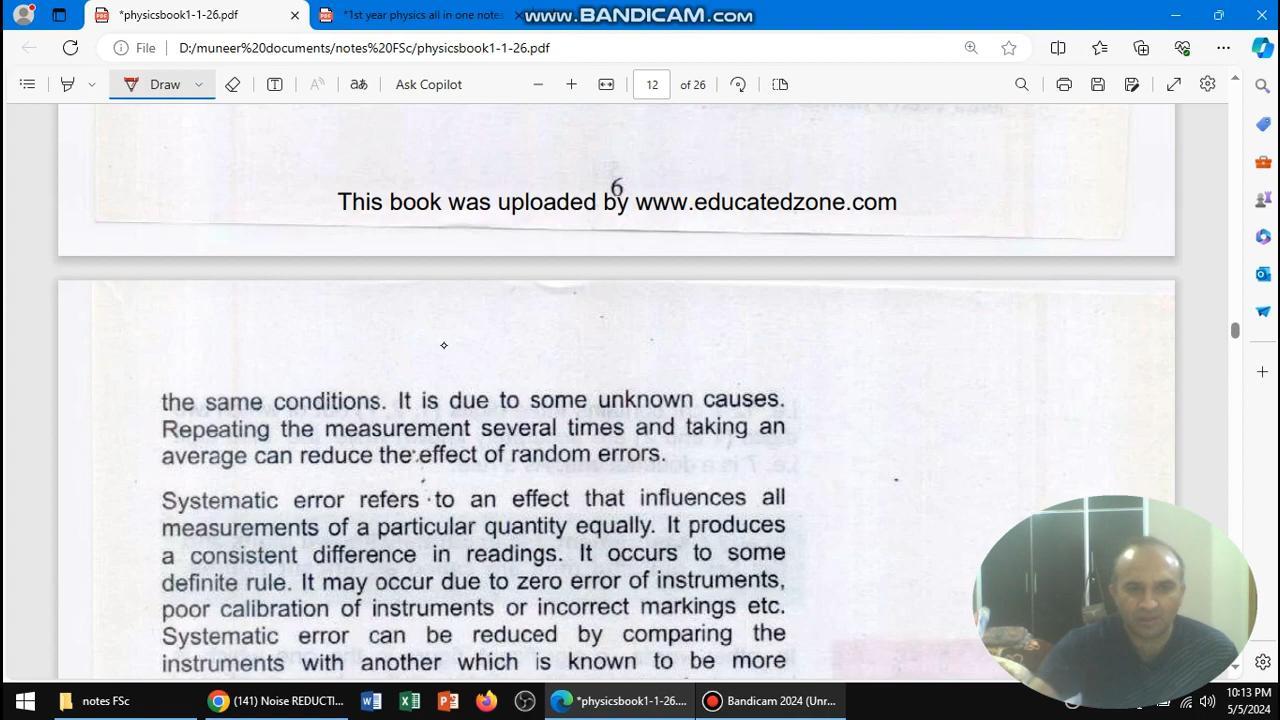 *physicsbook1-1-26.pdf
*1st year physics all in one notes
www.BANDICAM.com
File
D:/muneer%20documents/notes%20FSc/physicsbook1-1-26.pdf
Draw
Ask Copilot
12 of 26
6
This book was uploaded by www.educatedzone.com
the same conditions. It is due to some unknown causes.
Repeating the measurement several times and taking an
average can reduce the effect of random errors.
Systematic error refers to an effect that influences all
measurements of a particular quantity equally. It produces
a consistent difference in readings. It occurs to some
definite rule. It may occur due to zero error of instruments,
poor calibration of instruments or incorrect markings etc.
Systematic error can be reduced by comparing the
instruments with another which is known to be more
notes FSc
(141) Noise REDUCTI...
*physicsbook1-1-26....
Bandicam 2024 (Unr...
10:13 PM
5/5/2024